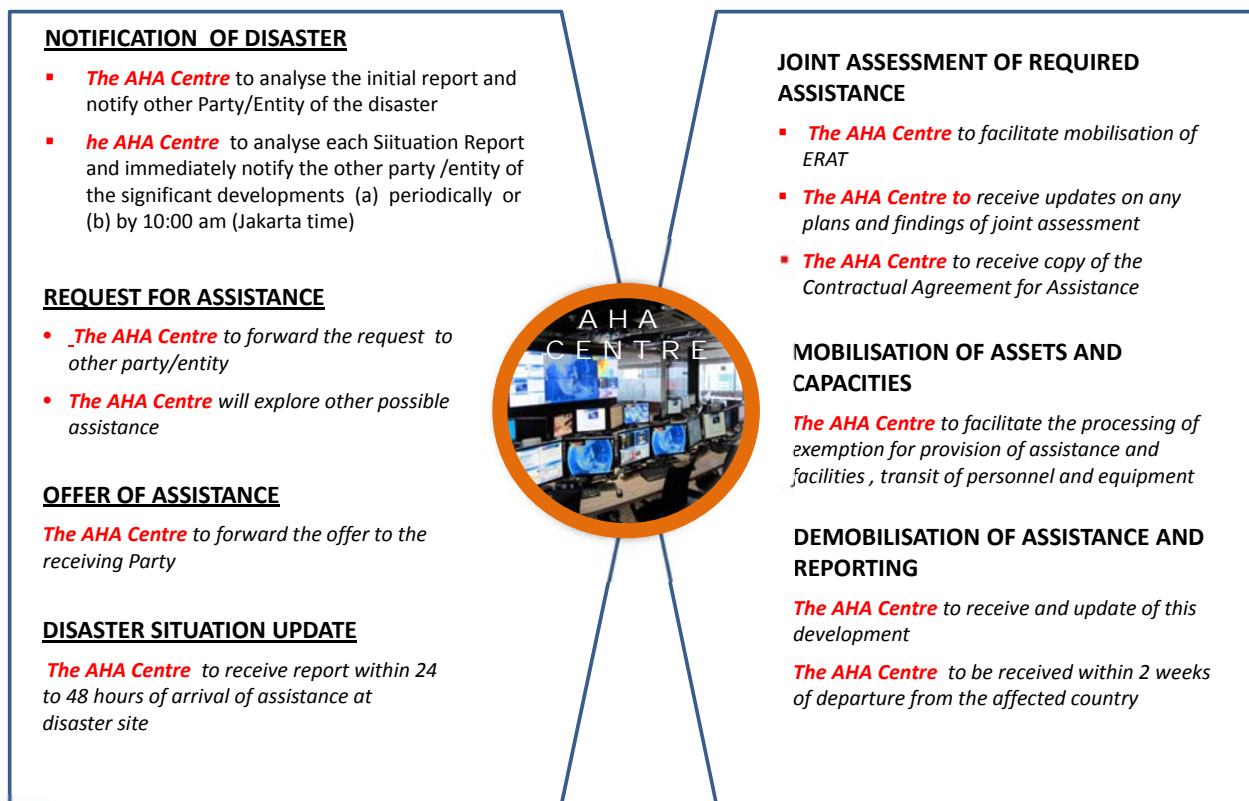 NOTIFICATION OF DISASTER
▪ The AHA Centre to analyse the initial report and
notify other Party/Entity of the disaster
▪ he AHA Centre to analyse each Siituation Report
and immediately notify the other party /entity of
the significant developments (a) periodically or
(b) by 10:00 am (Jakarta time)
REQUEST FOR ASSISTANCE
• The AHA Centre to forward the request to
other party/entity
• The AHA Centre will explore other possible
assistance
OFFER OF ASSISTANCE
The AHA Centre to forward the offer to the
receiving Party
DISASTER SITUATION UPDATE
The AHA Centre to receive report within 24
to 48 hours of arrival of assistance at
disaster site
AHA
CENTRE
JOINT ASSESSMENT OF REQUIRED
ASSISTANCE
▪ The AHA Centre to facilitate mobilisation of
ERAT
▪ The AHA Centre to receive updates on any
plans and findings of joint assessment
▪ The AHA Centre to receive copy of the
Contractual Agreement for Assistance
MOBILISATION OF ASSETS AND
CAPACITIES
The AHA Centre to facilitate the processing of
exemption for provision of assistance and
facilities , transit of personnel and equipment
DEMOBILISATION OF ASSISTANCE AND
REPORTING
The AHA Centre to receive and update of this
development
The AHA Centre to be received within 2 weeks
of departure from the affected country